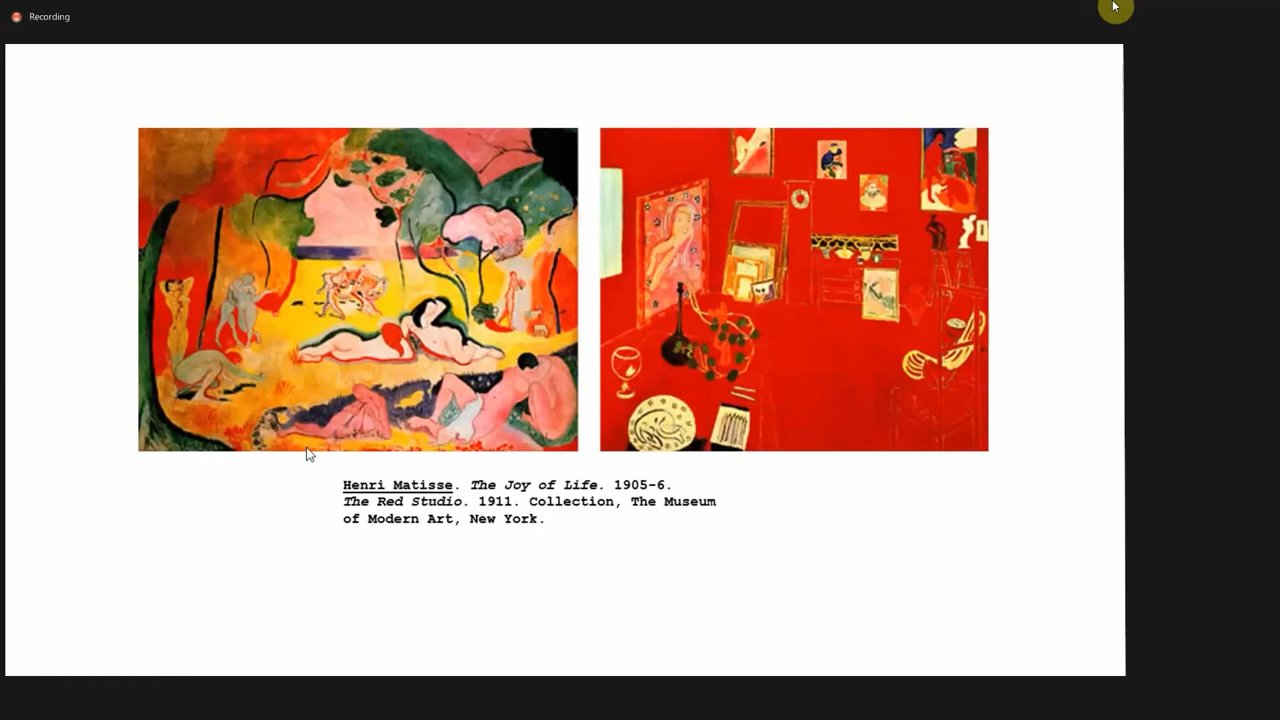 Recording
Henri Matisse. The Joy of Life. 1905-6.
The Red Studio. 1911. Collection, The Museum
of Modern Art, New York.